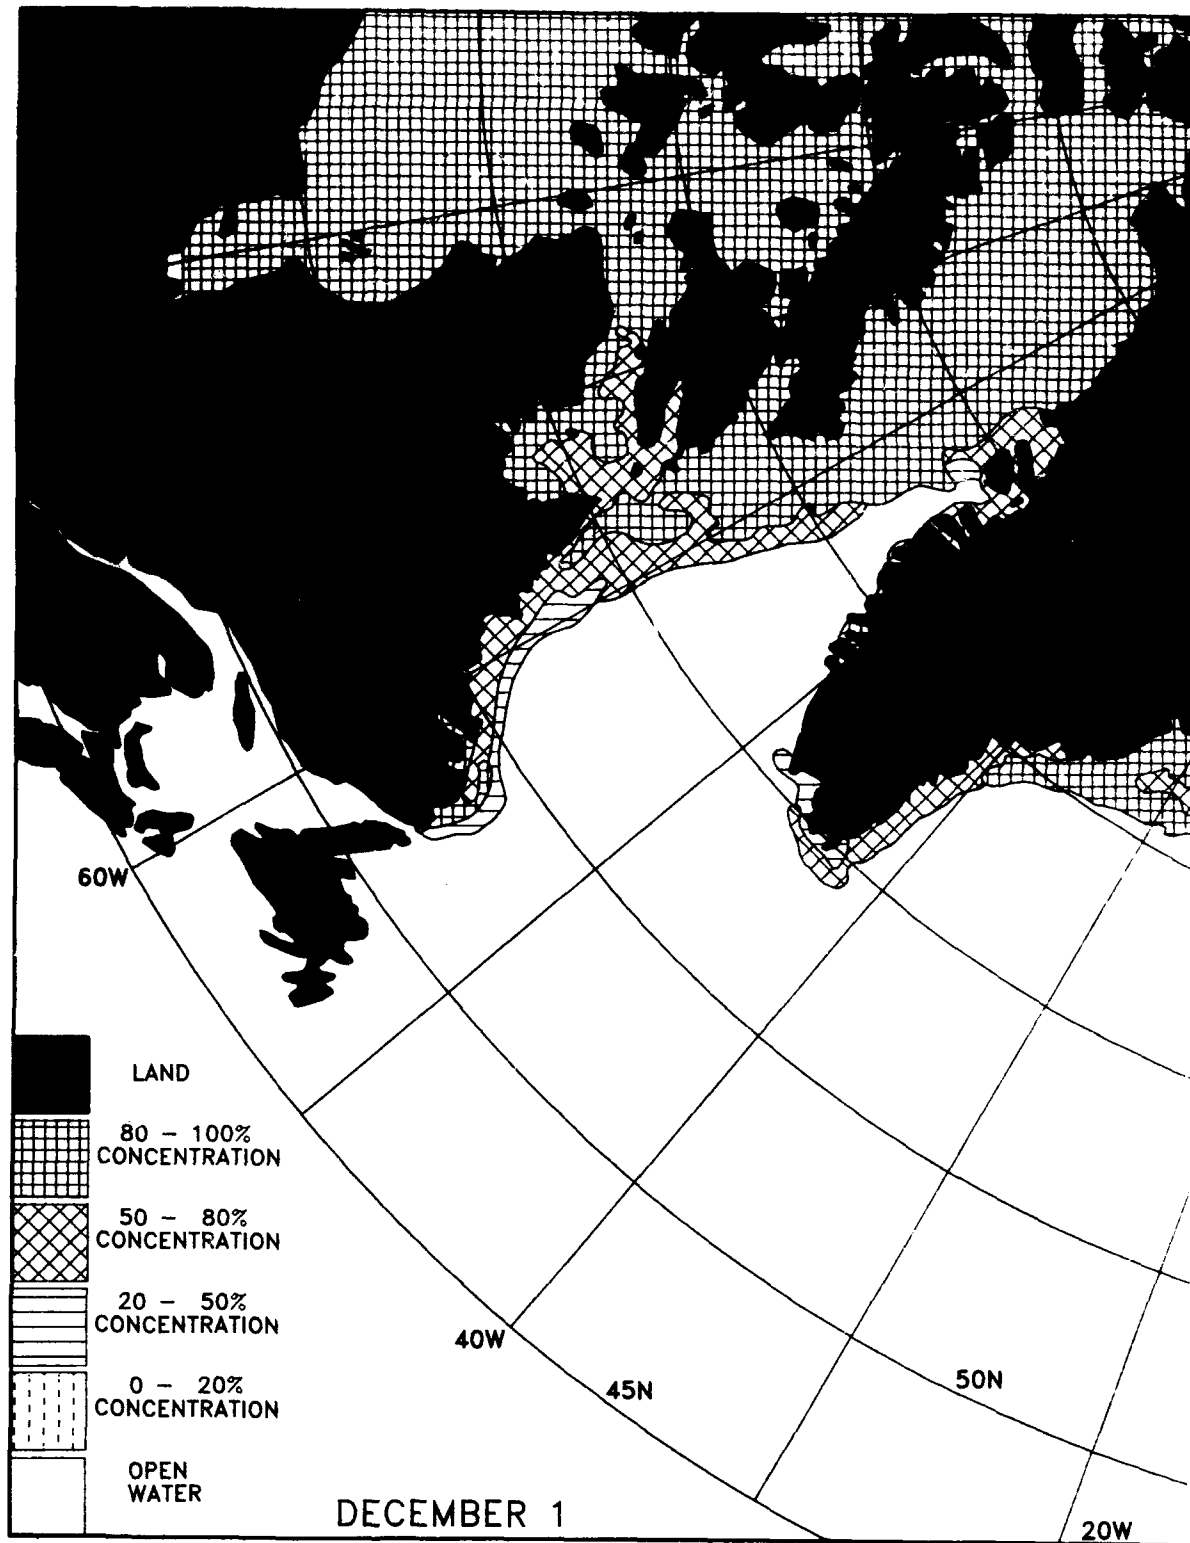 60W
LAND
80 – 100%
CONCENTRATION
50 – 80%
CONCENTRATION
20 – 50%
CONCENTRATION
0 – 20%
CONCENTRATION
OPEN
WATER
40W
45N
50N
DECEMBER 1
20W